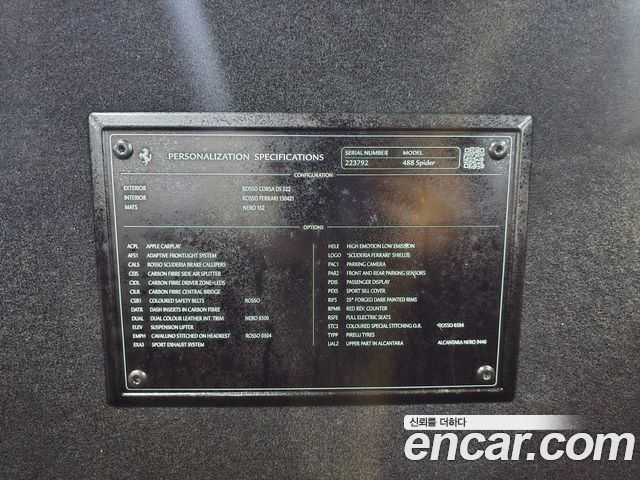 PERSONALIZATION SPECIFICATIONS
SERIAL NUMBER MODEL
223792 488 Spider
CONFIGURATION
EXTERIOR ROSSO CORSA DS 322
INTERIOR ROSSO FERRARI 130421
MATS NERO 152
OPTIONS
ACPL APPLE CARPLAY
AFS1 ADAPTIVE FRONTLIGHT SYSTEM
CALS ROSSO SCUDERIA BRAKE CALLIPERS
CEIS CARBON FIBRE SIDE AIR SPLITTER
CIDL CARBON FIBRE DRIVER ZONE+LEDS
CILR CARBON FIBRE CENTRAL BRIDGE
CSB1 COLOURED SAFETY BELTS ROSSO
DATR DASH INSERTS IN CARBON FIBRE
DUAL DUAL COLOUR LEATHER INT. TRIM NERO 8500
ELEV SUSPENSION LIFTER
EMPH CAVALLINO STITCHED ON HEADREST ROSSO 0504
EXA3 SPORT EXHAUST SYSTEM
HELE HIGH EMOTION LOW EMISSION
LOGO "SCUDERIA FERRARI" SHIELDS
PAC1 PARKING CAMERA
PAR2 FRONT AND REAR PARKING SENSORS
PDIS PASSENGER DISPLAY
PEXS SPORT SILL COVER
RIFS 20" FORGED DARK PAINTED RIMS
RPMR RED REV. COUNTER
RSFE FULL ELECTRIC SEATS
STC2 COLOURED SPECIAL STITCHING O.R. ROSSO 0504
TYPP PIRELLI TYRES
UALZ UPPER PART IN ALCANTARA ALCANTARA NERO 9440
신뢰를 더하다
encar.com